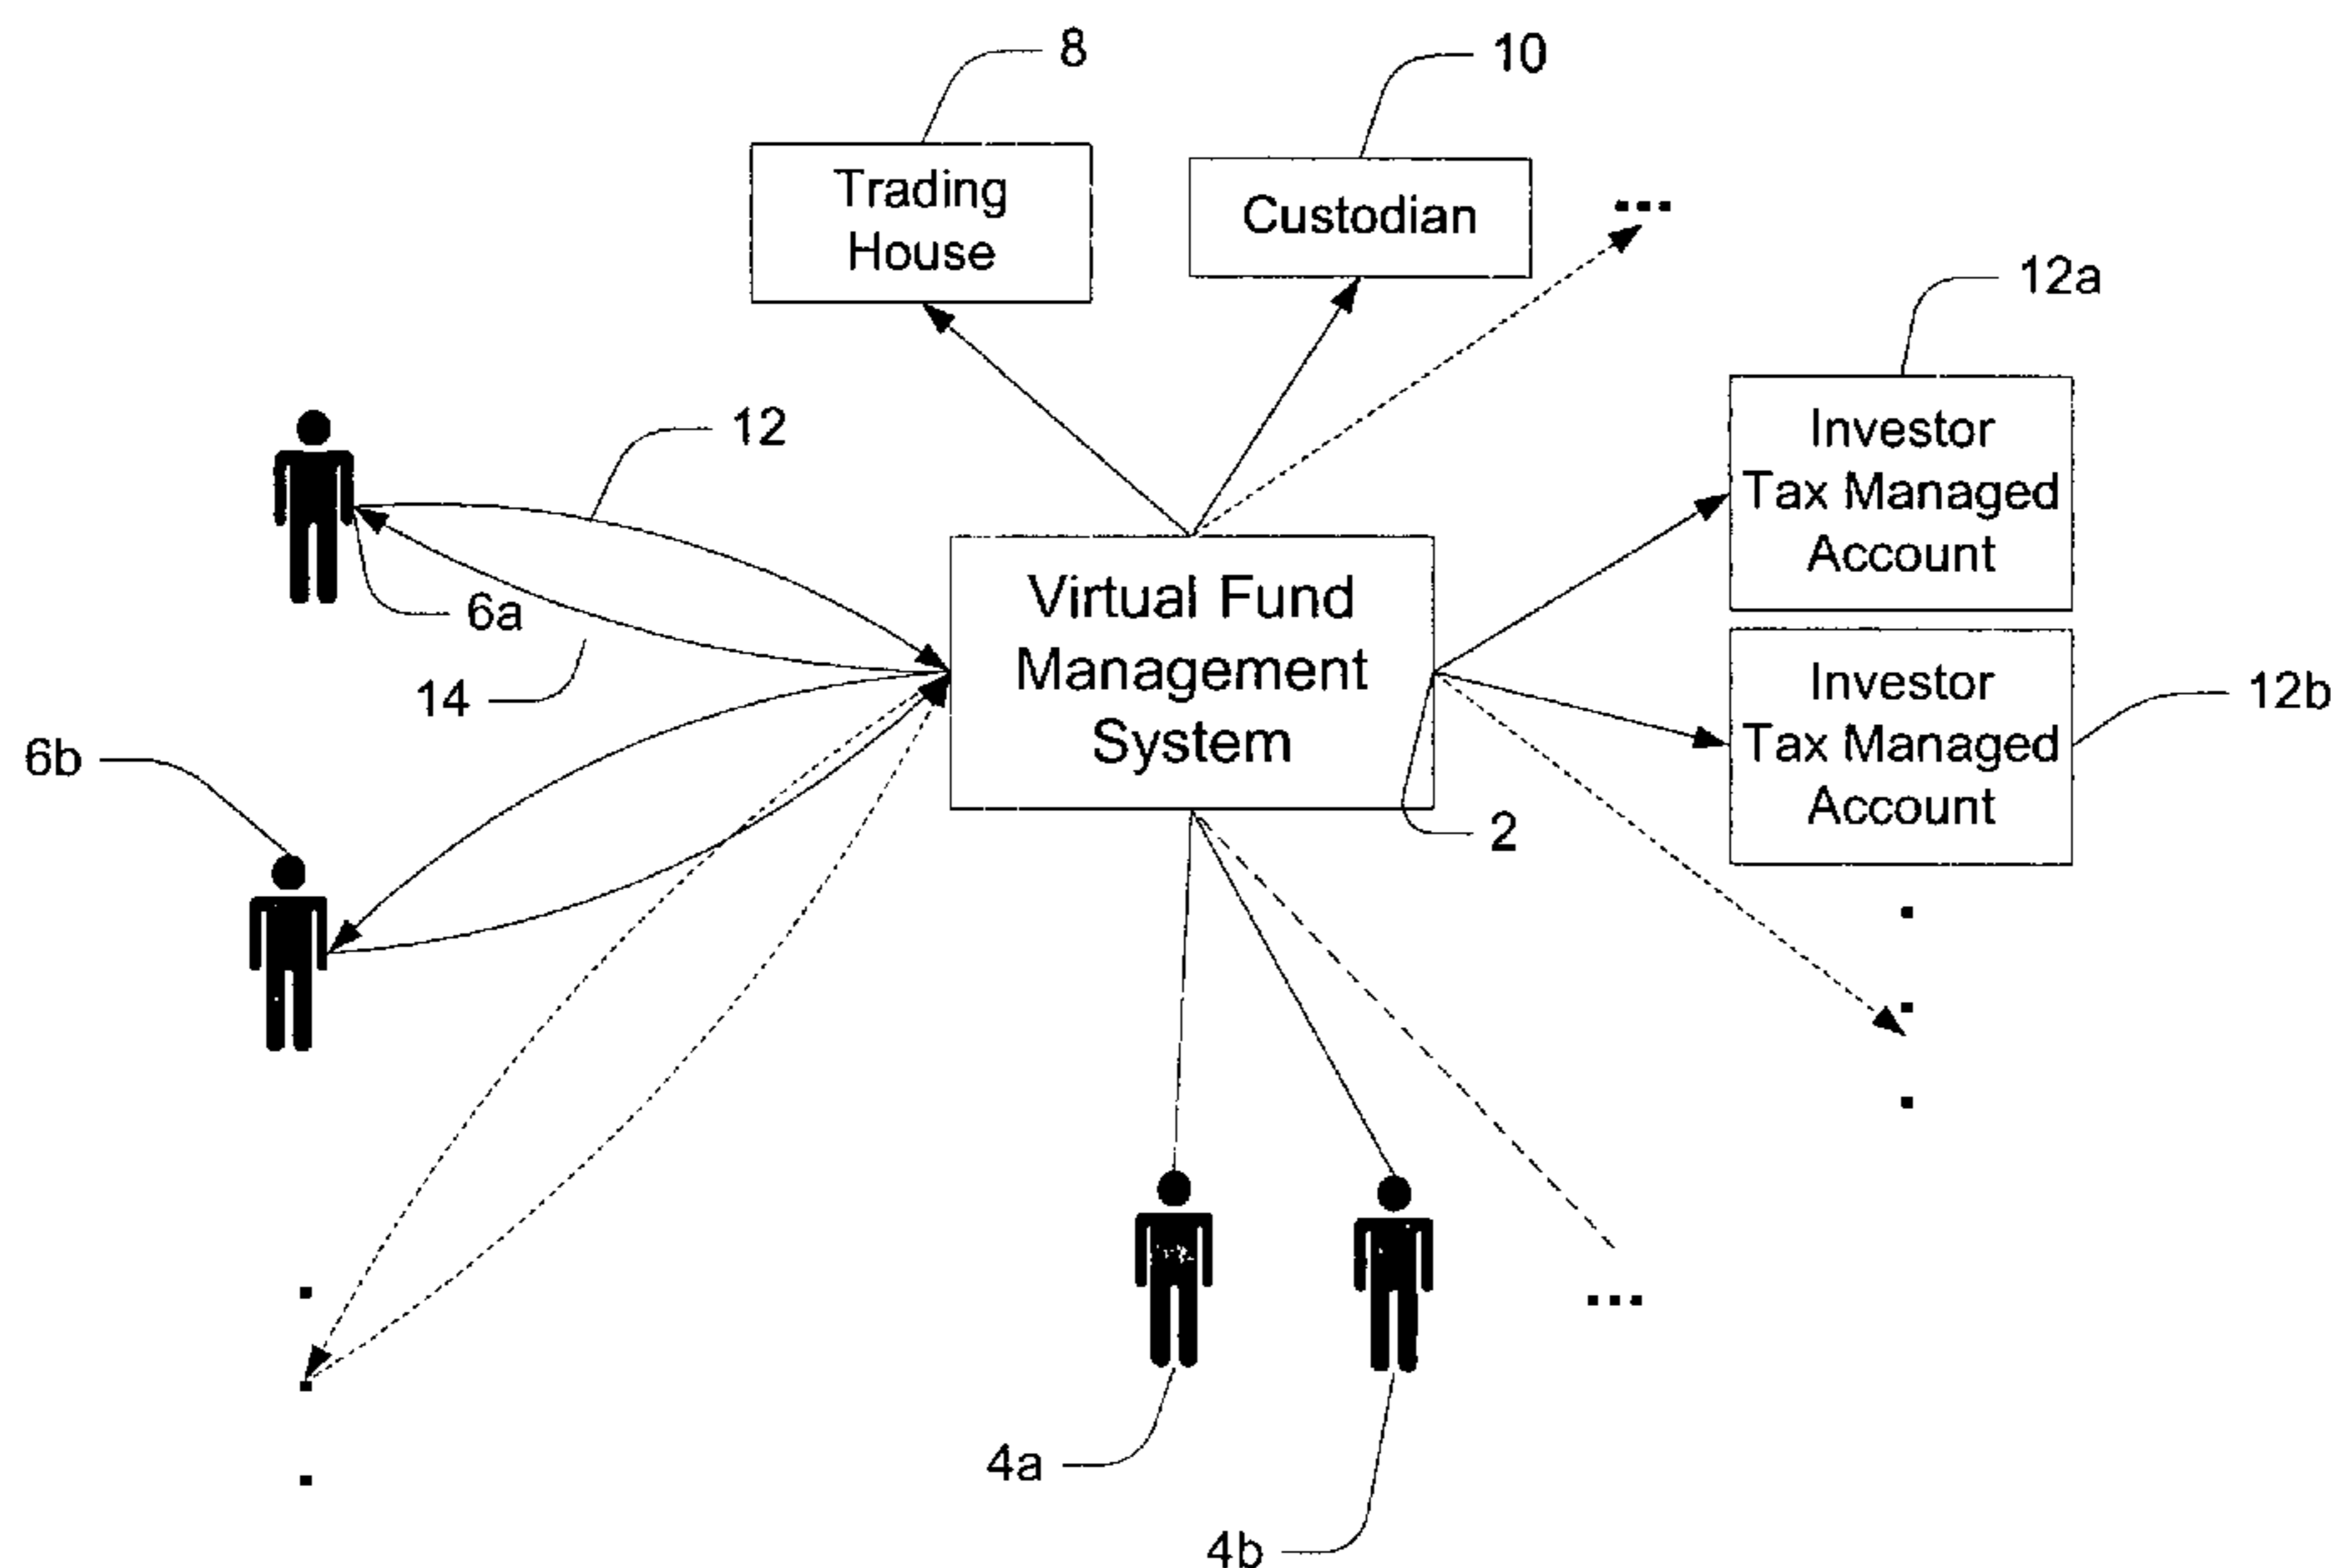 8
10
Trading
House
Custodian
...
12a
12
Investor
Tax Managed
Account
6a
Virtual Fund
Management
System
14
Investor
Tax Managed
Account
12b
6b
2
...
4a
4b